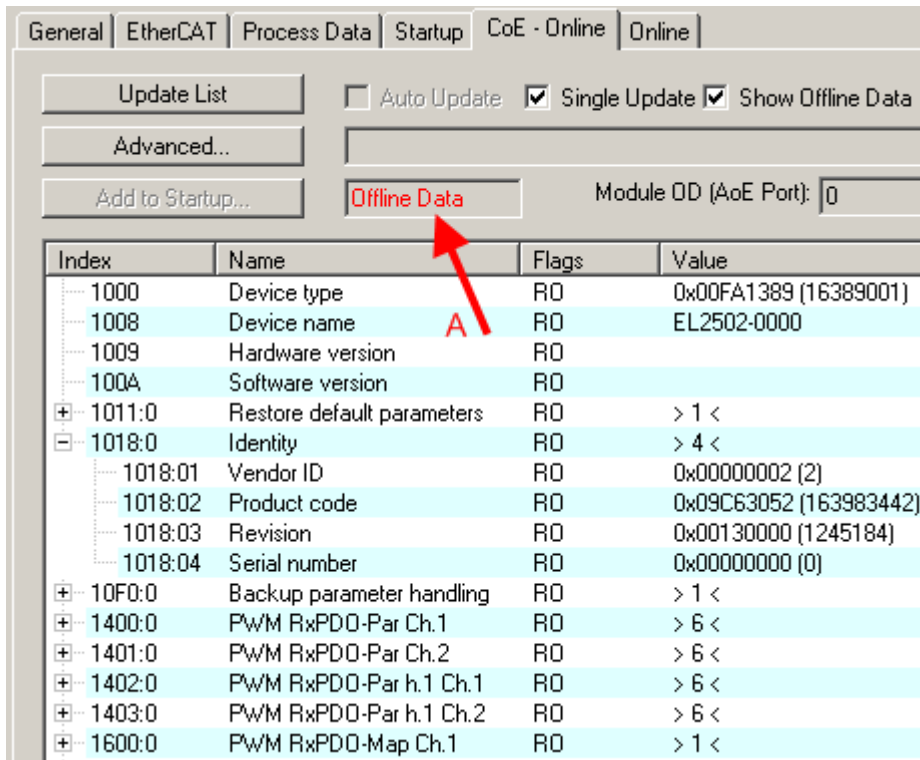 General EtherCAT Process Data Startup CoE - Online Online
Update List Auto Update Single Update Show Offline Data
Advanced...
Add to Startup... Offline Data Module OD (AoE Port): 0
Index Name Flags Value
1000 Device type RO 0x00FA1389 (16389001)
1008 Device name RO EL2502-0000
A
1009 Hardware version RO
100A Software version RO
1011:0 Restore default parameters RO > 1 <
1018:0 Identity RO > 4 <
1018:01 Vendor ID RO 0x00000002 (2)
1018:02 Product code RO 0x09C63052 (163983442)
1018:03 Revision RO 0x00130000 (1245184)
1018:04 Serial number RO 0x00000000 (0)
10F0:0 Backup parameter handling RO > 1 <
1400:0 PWM RxPDO-Par Ch.1 RO > 6 <
1401:0 PWM RxPDO-Par Ch.2 RO > 6 <
1402:0 PWM RxPDO-Par h.1 Ch.1 RO > 6 <
1403:0 PWM RxPDO-Par h.1 Ch.2 RO > 6 <
1600:0 PWM RxPDO-Map Ch.1 RO > 1 <